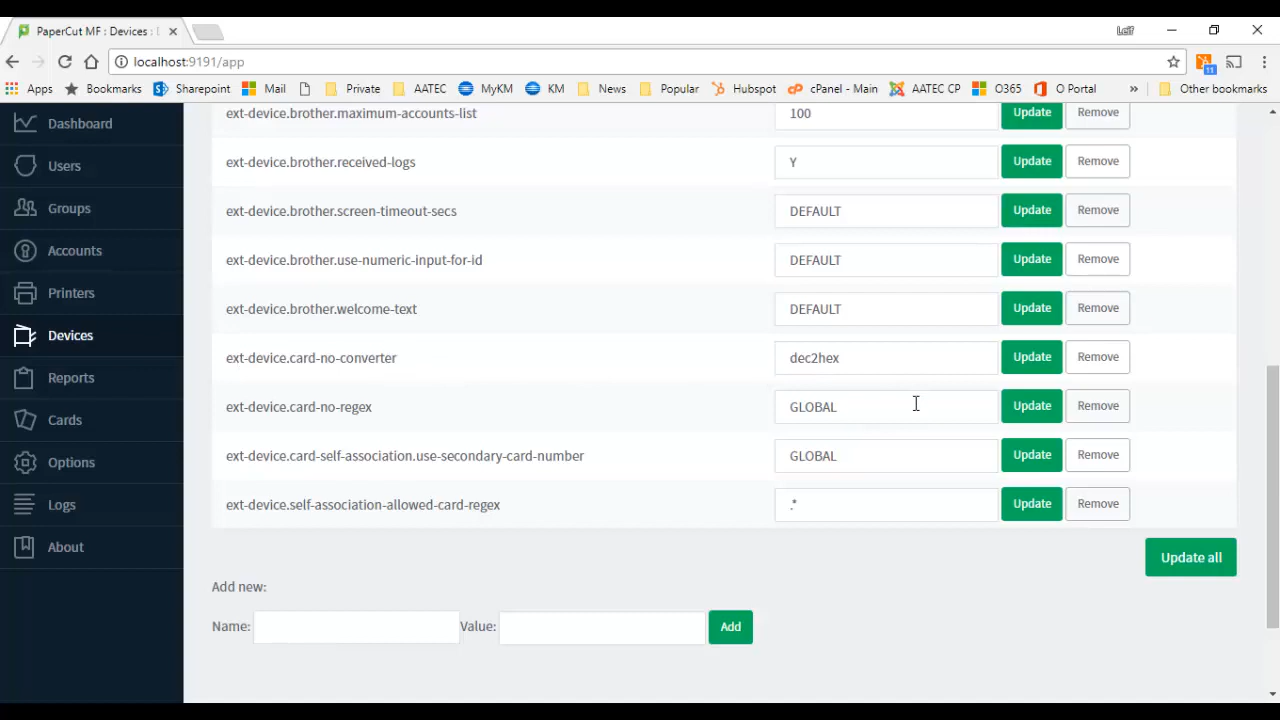 PaperCut MF : Devices :
Leif
localhost:9191/app
Apps Bookmarks Sharepoint Mail Private AATEC MyKM KM News Popular Hubspot cPanel - Main AATEC CP O365 O Portal » Other bookmarks
11
Dashboard
Users
Groups
Accounts
Printers
Devices
Reports
Cards
Options
Logs
About
ext-device.brother.maximum-accounts-list 100 Update Remove
ext-device.brother.received-logs Y Update Remove
ext-device.brother.screen-timeout-secs DEFAULT Update Remove
ext-device.brother.use-numeric-input-for-id DEFAULT Update Remove
ext-device.brother.welcome-text DEFAULT Update Remove
ext-device.card-no-converter dec2hex Update Remove
ext-device.card-no-regex GLOBAL Update Remove
ext-device.card-self-association.use-secondary-card-number GLOBAL Update Remove
ext-device.self-association-allowed-card-regex .* Update Remove
Update all
Add new:
Name: Value: Add